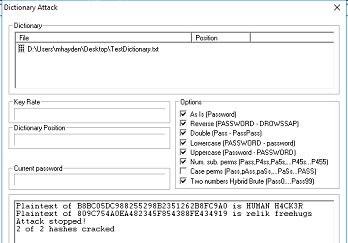 Dictionary Attack
Dictionary
File Position
D:\Users\mhayden\Desktop\TestDictionary.txt
Key Rate
Dictionary Position
Current password
Options
As Is (Password)
Reverse (PASSWORD - DROWSSAP)
Double (Pass - PassPass)
Lowercase (PASSWORD - password)
Uppercase (Password - PASSWORD)
Num. sub. perms (Pass,P4ss,Pa5s,...P45s...P455)
Case perms (Pass,pAss,paSs,...PaSs...PASS)
Two numbers Hybrid Brute (Pass0....Pass99)
Plaintext of B8BC05DC988255298B2351262B8FC9A0 is HUMAN H4CK3R
Plaintext of 809C754A0EA482345F854388FE434919 is relik freehugs
Attack stopped!
2 of 2 hashes cracked